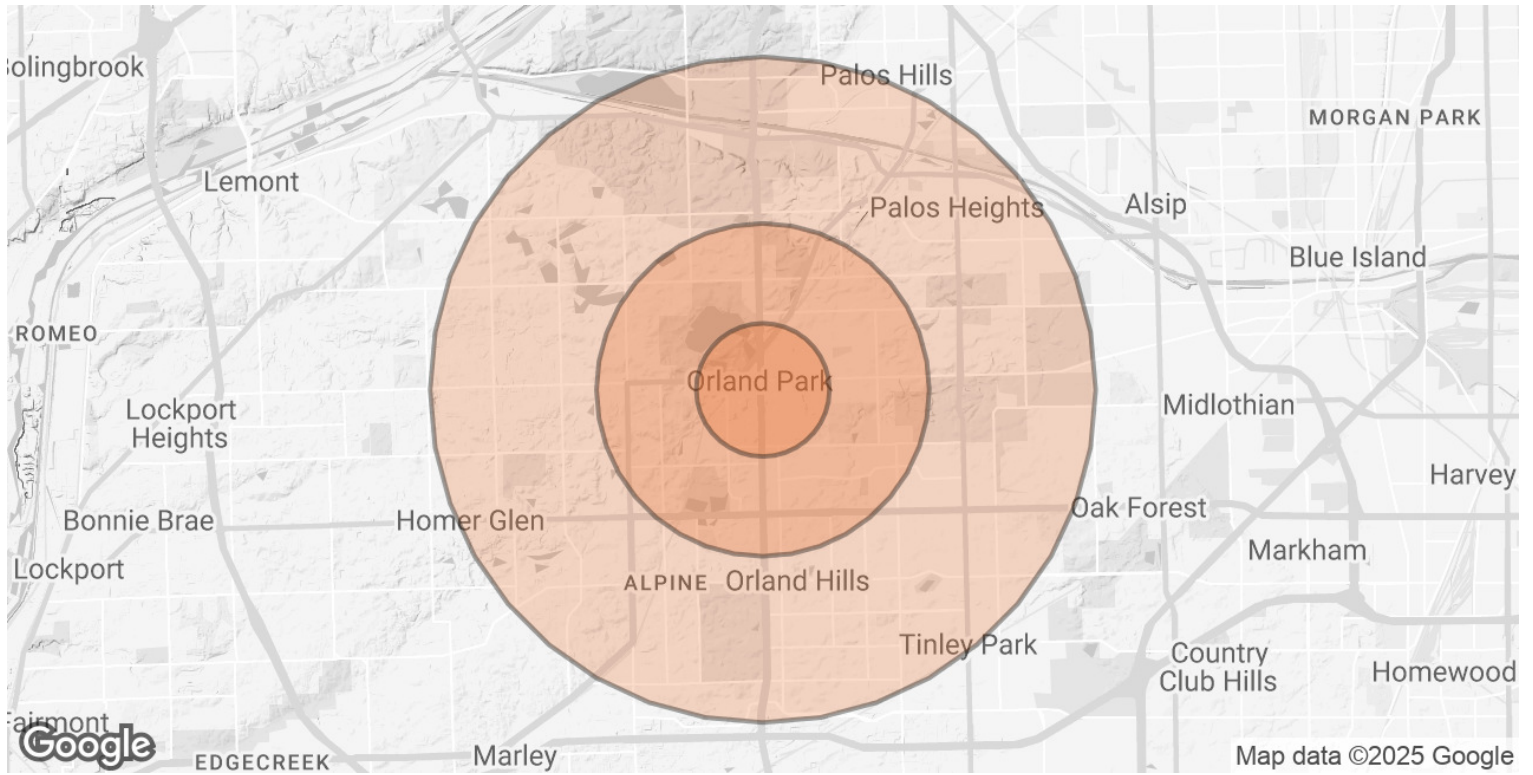 Bolingbrook
Palos Hills
MORGAN PARK
Lemont
Palos Heights
Alsip
Blue Island
ROMEO
Orland Park
Lockport
Heights
Midlothian
Harvey
Bonnie Brae
Homer Glen
Oak Forest
Markham
Lockport
ALPINE
Orland Hills
Tinley Park
Country
Club Hills
Homewood
Fairmont
Google
EDGECREEK
Marley
Map data ©2025 Google